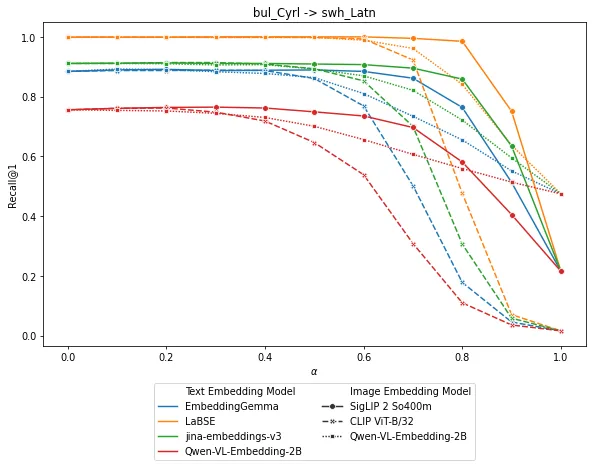 bul_Cyrl -> swh_Latn
Recall@1
1.0
0.8
0.6
0.4
0.2
0.0
0.0 0.2 0.4 0.6 0.8 1.0
α
Text Embedding Model
EmbeddingGemma
LaBSE
jina-embeddings-v3
Qwen-VL-Embedding-2B
Image Embedding Model
SigLIP 2 So400m
CLIP ViT-B/32
Qwen-VL-Embedding-2B